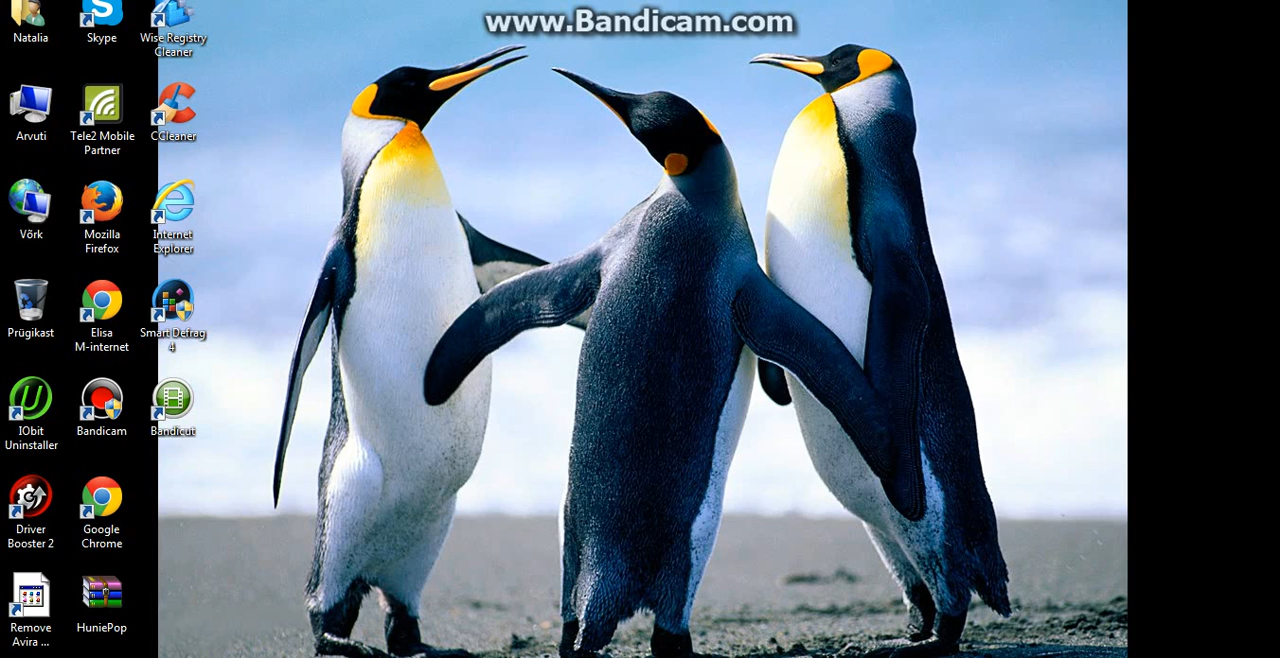 www.Bandicam.com
Natalia
Skype
Wise Registry
Cleaner
Arvuti
Tele2 Mobile
Partner
CCleaner
Võrk
Mozilla
Firefox
Internet
Explorer
Prügikast
Elisa
M-internet
Smart Defrag
4
IObit
Uninstaller
Bandicam
Bandicut
Driver
Booster 2
Google
Chrome
Remove
Avira ...
HuniePop